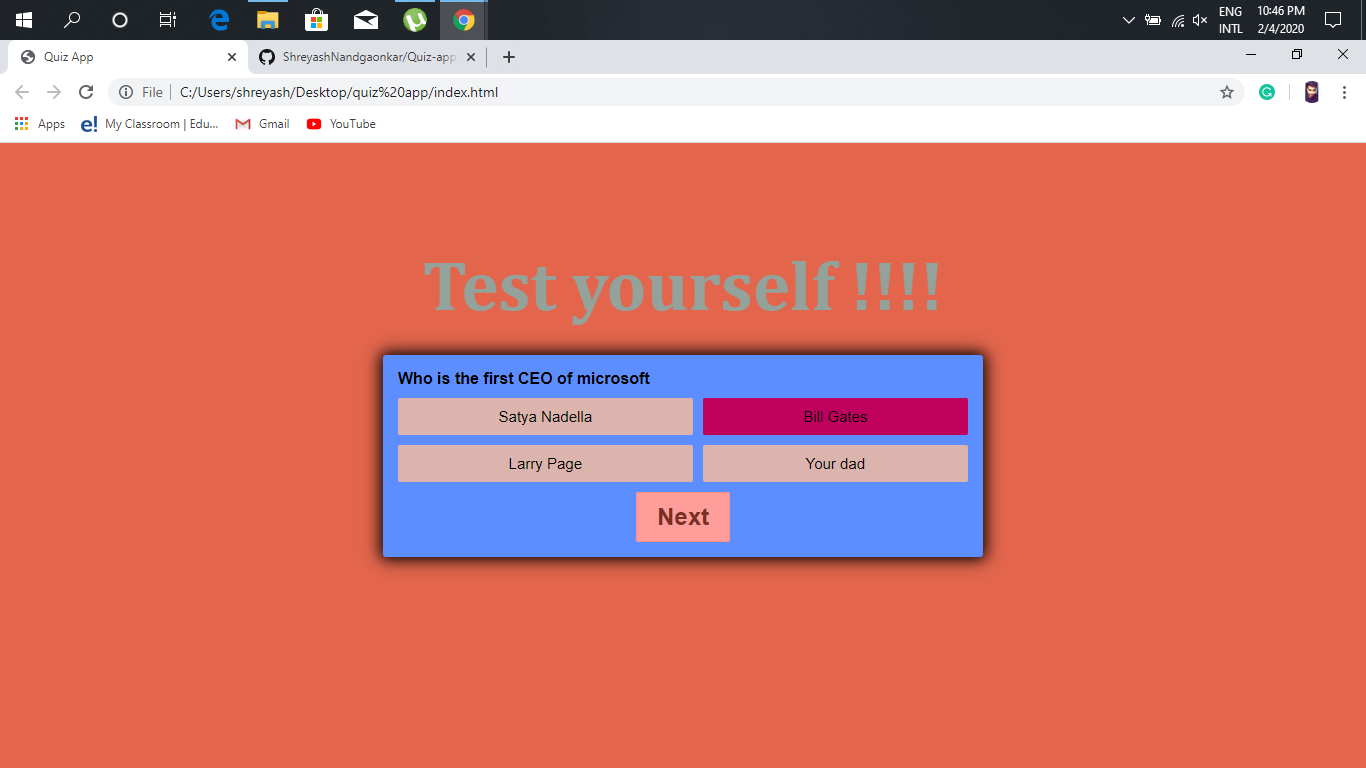 ENG
INTL
10:46 PM
2/4/2020
Quiz App
ShreyashNandgaonkar/Quiz-app
File
C:/Users/shreyash/Desktop/quiz%20app/index.html
Apps
e! My Classroom | Edu...
Gmail
YouTube
Test yourself !!!!
Who is the first CEO of microsoft
Satya Nadella
Bill Gates
Larry Page
Your dad
Next